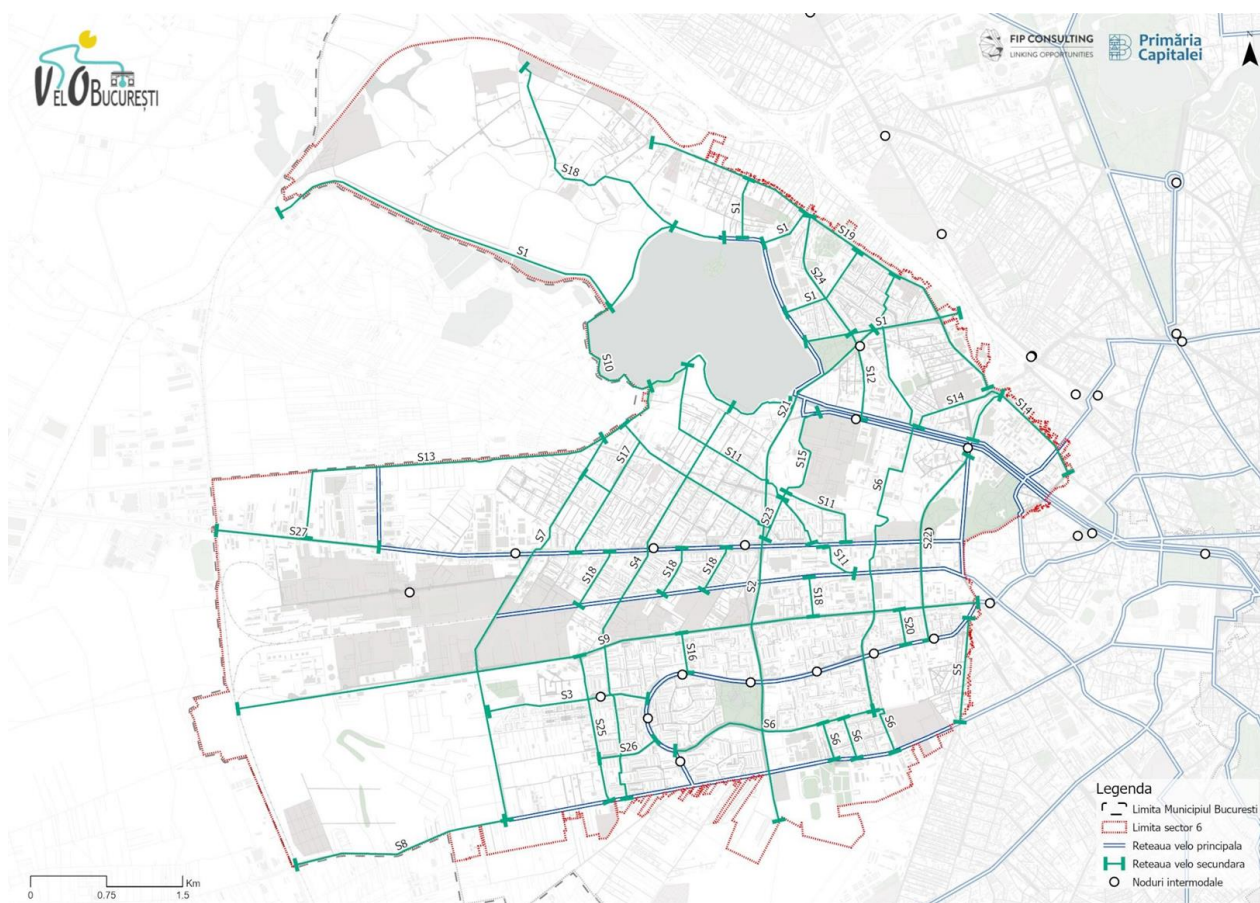 VELO BUCUREȘTI
FIP CONSULTING
LINKING OPPORTUNITIES
Primăria
Capitalei
N
S18
S1
S1
S19
S1
S24
S1
S1
S10
S12
S21
S14
S14
S13
S17
S11
S15
S6
S11
S23
S27
S7
S22
S4
S11
S18
S18
S2
S18
S9
S20
S16
S5
S3
S25
S6
S6
S26
S6
S6
S8
Legenda
Limita Municipiul Bucuresti
Limita sector 6
Reteaua velo principala
Reteaua velo secundara
Noduri intermodale
Km
0 0.75 1.5